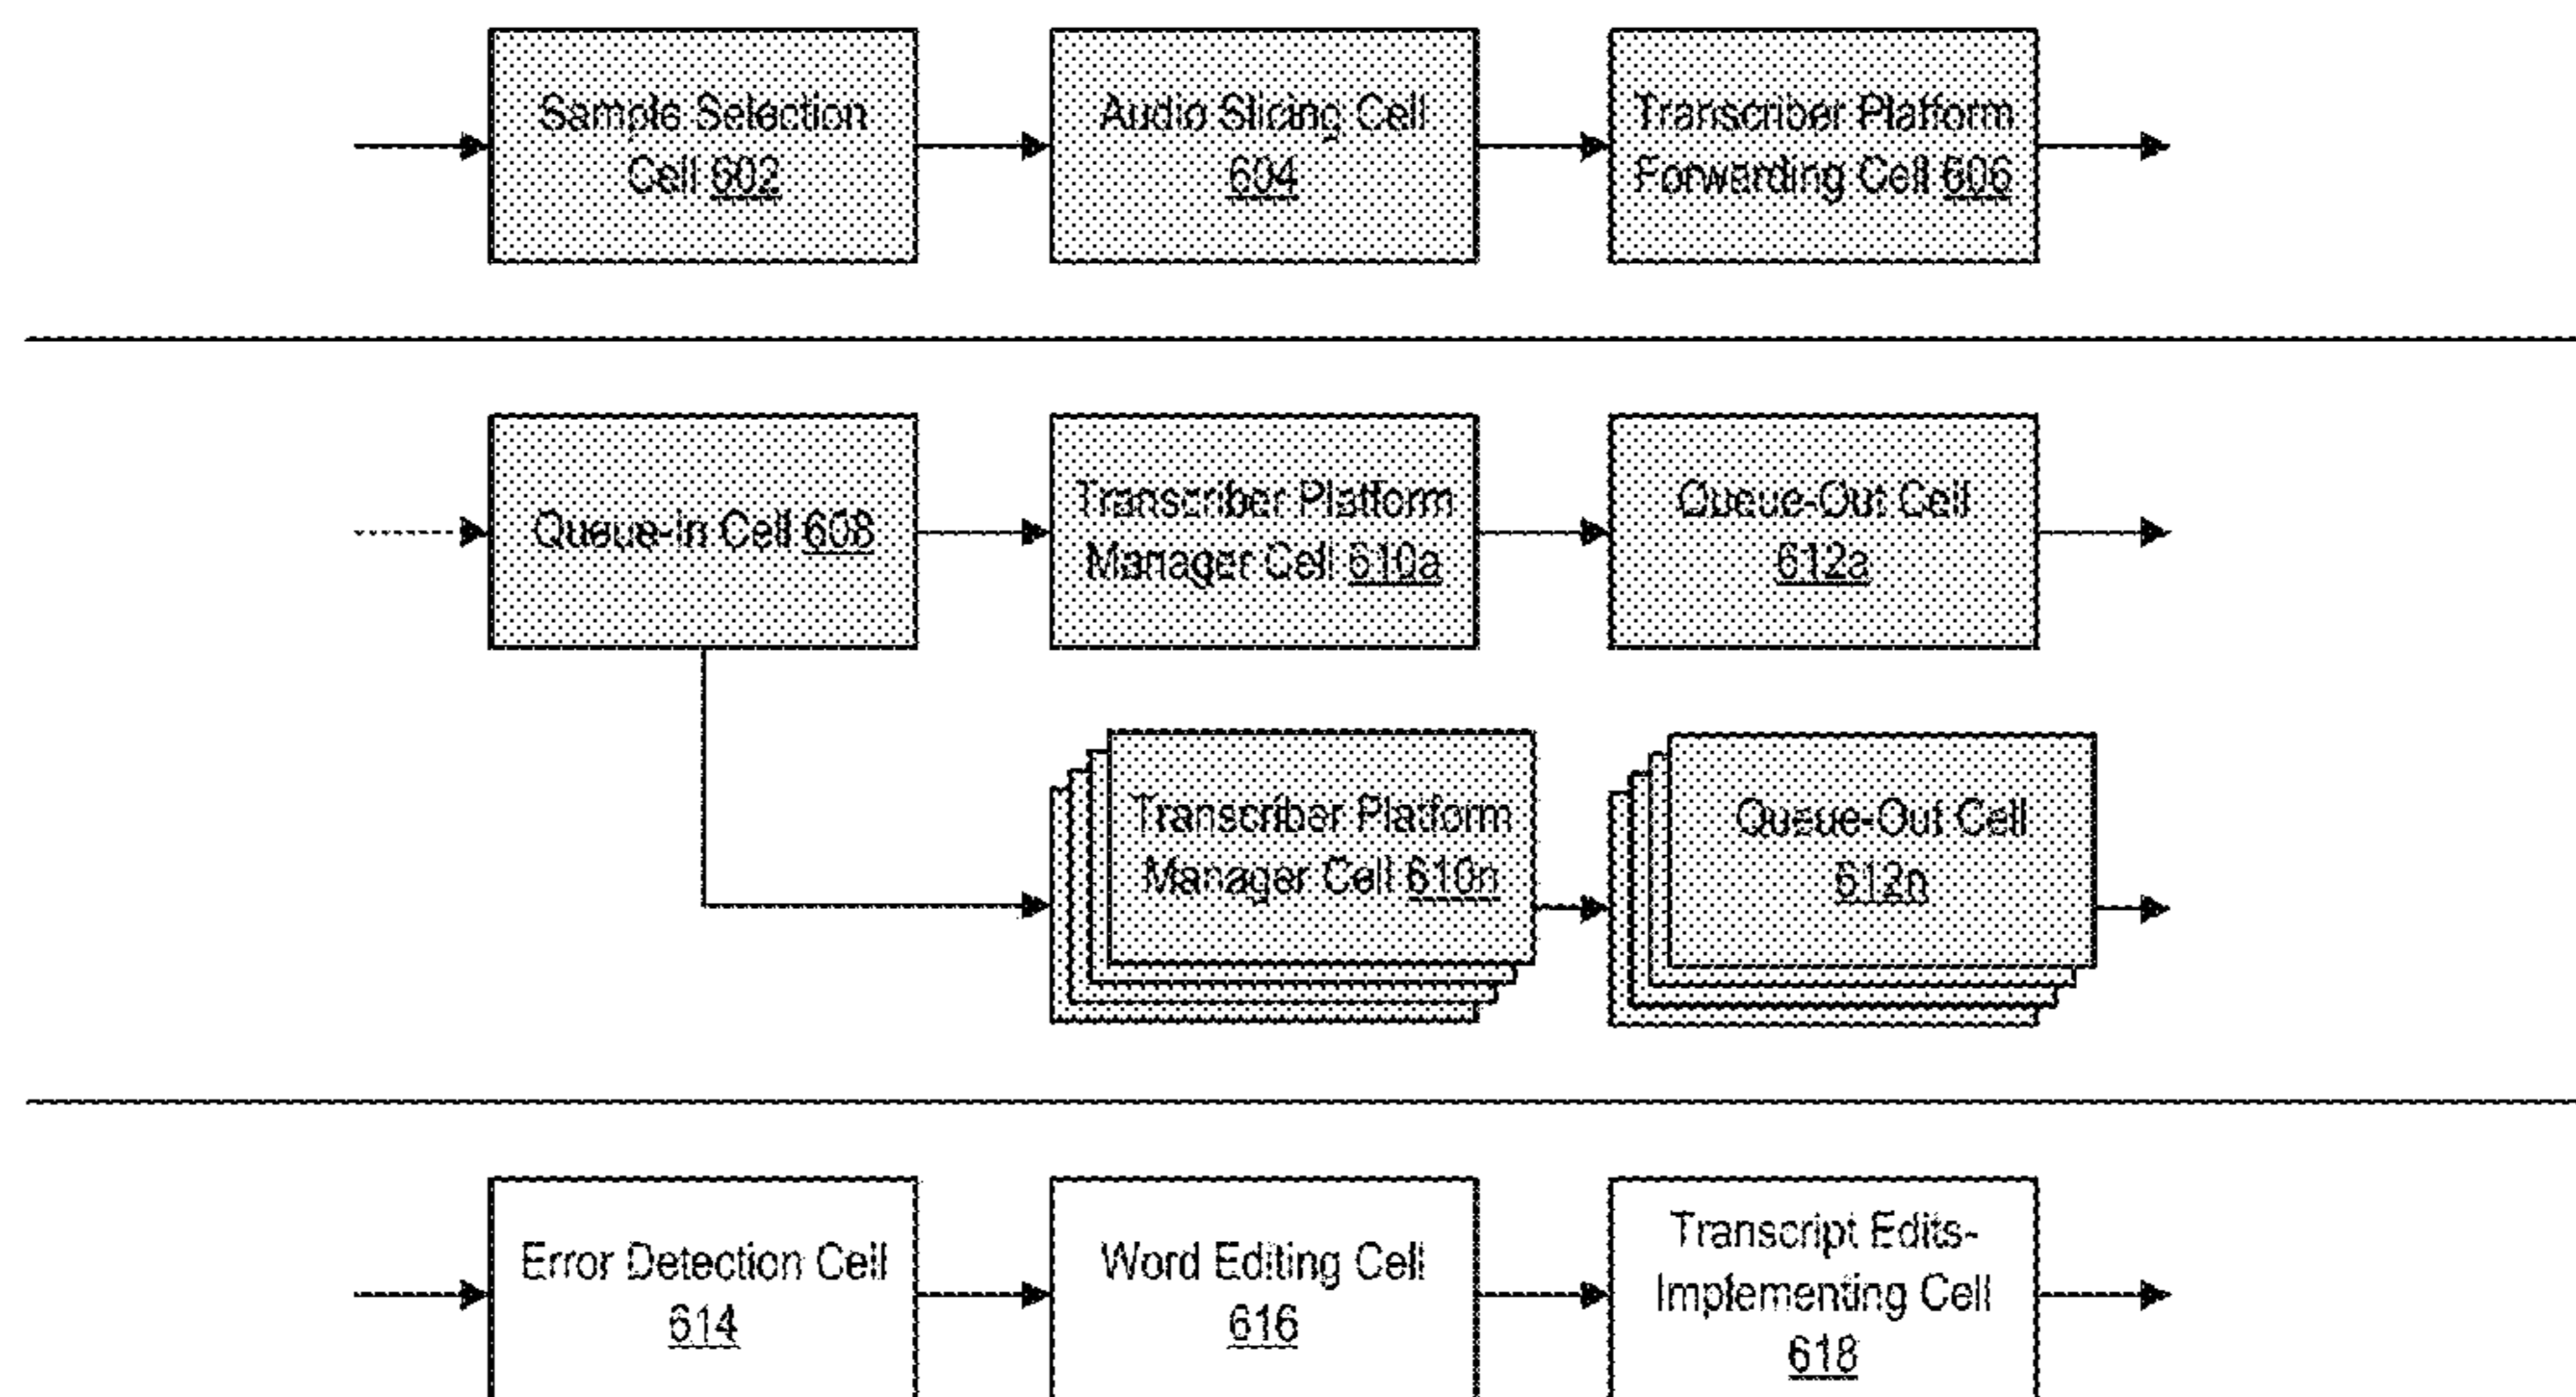 Sample Selection
Cell 602
Audio Slicing Cell
604
Transcriber Platform
Forwarding Cell 606
Queue-In Cell 608
Transcriber Platform
Manager Cell 610a
Queue-Out Cell
612a
Transcriber Platform
Manager Cell 610n
Queue-Out Cell
612n
Error Detection Cell
614
Word Editing Cell
616
Transcript Edits-
Implementing Cell
618